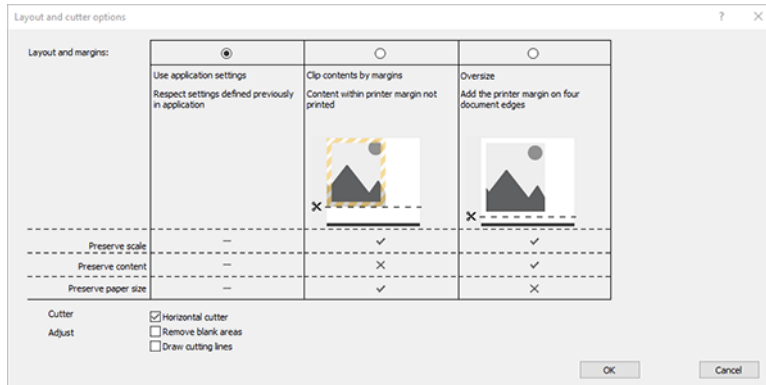 Layout and cutter options
Layout and margins:
Use application settings
Clip contents by margins
Oversize
Respect settings defined previously
in application
Content within printer margin not
printed
Add the printer margin on four
document edges
Preserve scale
Preserve content
Preserve paper size
Cutter
Horizontal cutter
Adjust
Remove blank areas
Draw cutting lines
OK
Cancel